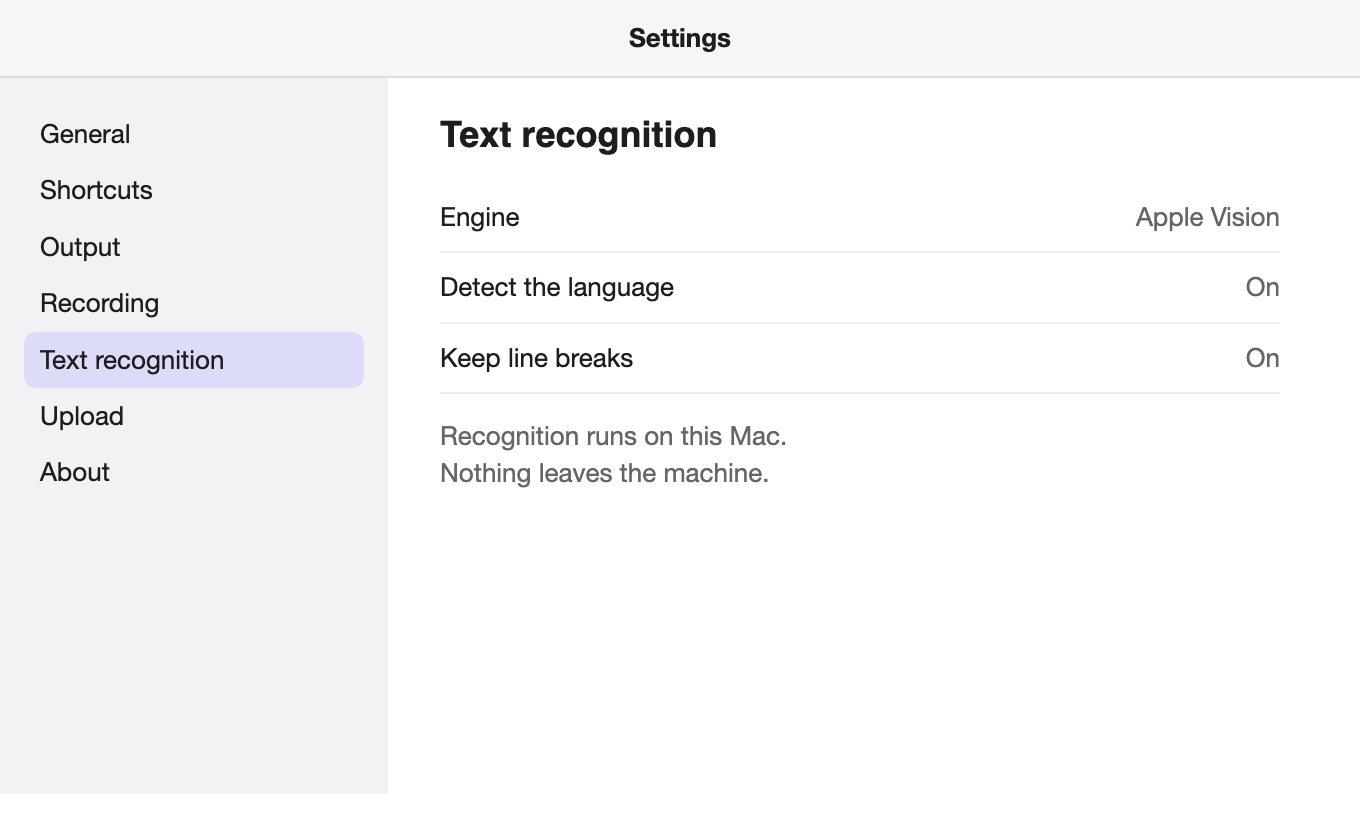 Settings
General
Shortcuts
Output
Recording
Text recognition
Upload
About
Text recognition
Engine Apple Vision
Detect the language On
Keep line breaks On
Recognition runs on this Mac.
Nothing leaves the machine.